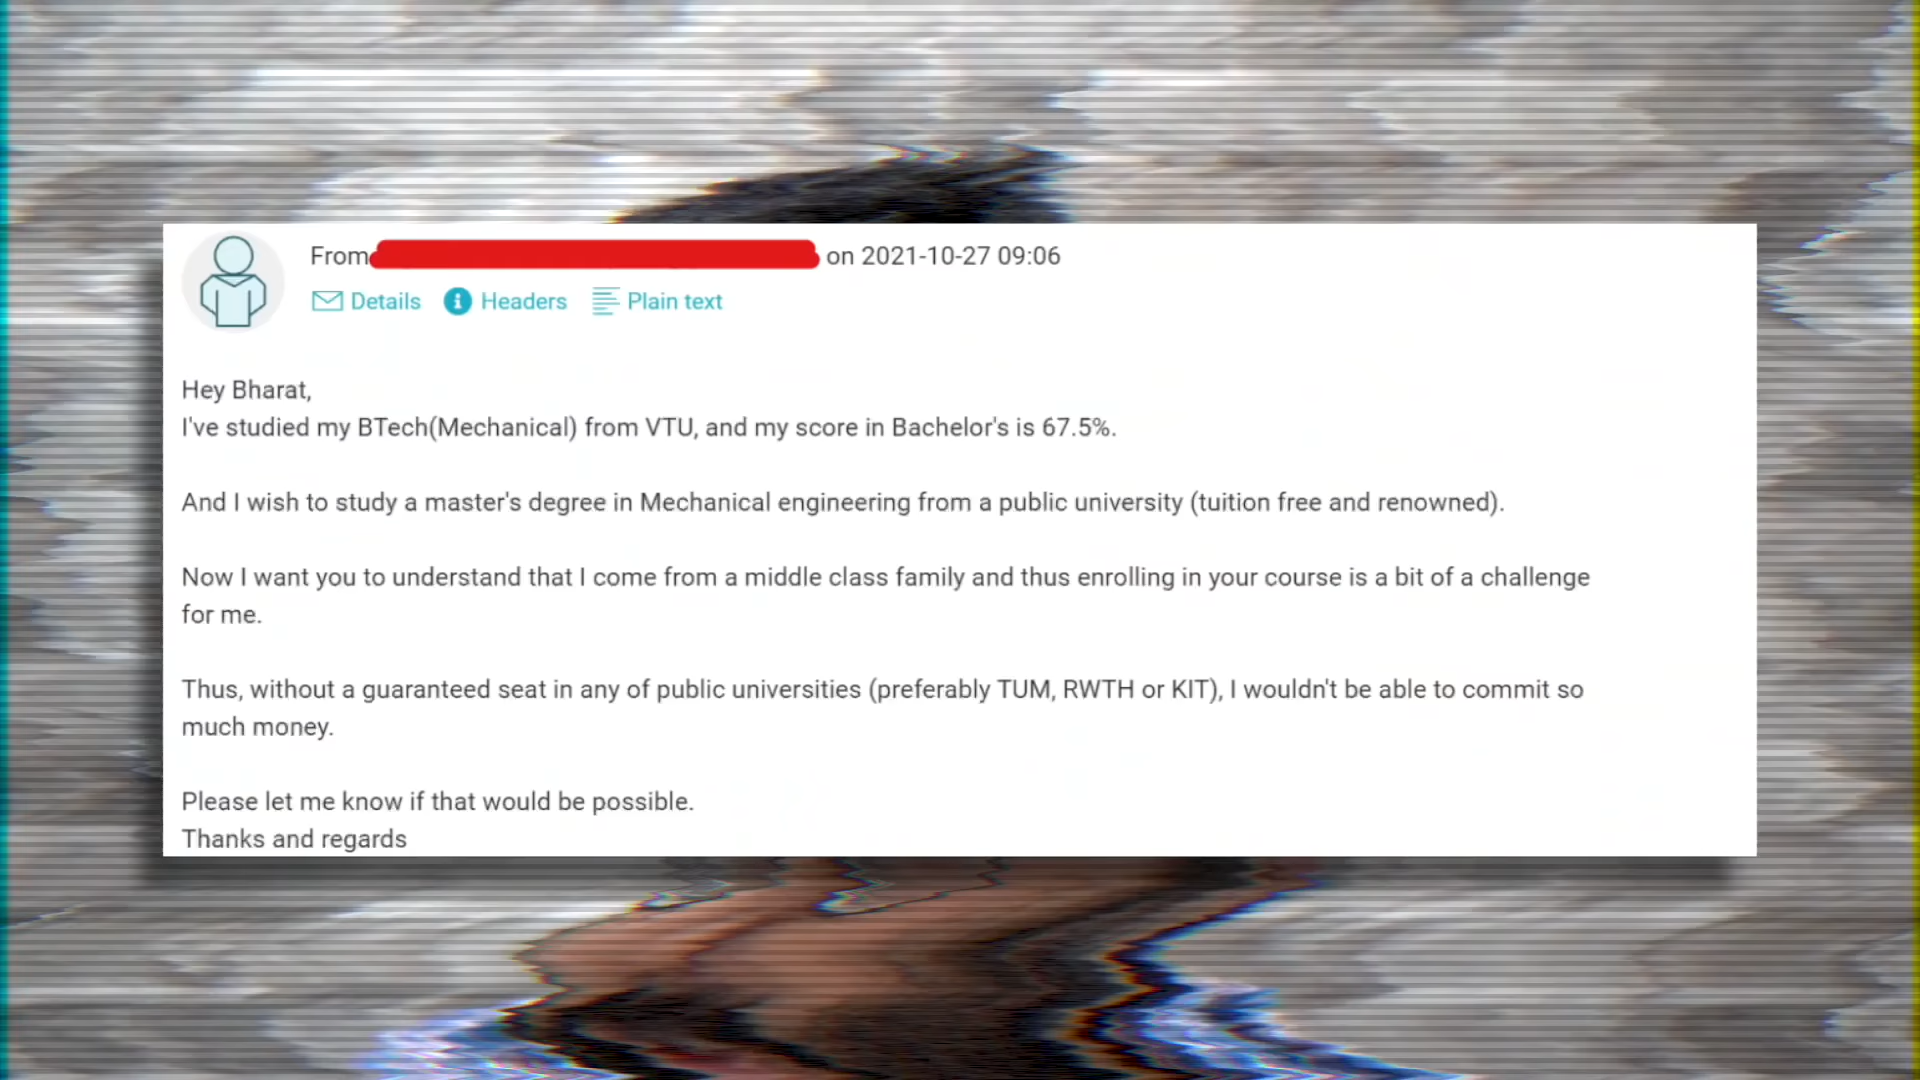 From on 2021-10-27 09:06
Details Headers Plain text
Hey Bharat,
I've studied my BTech(Mechanical) from VTU, and my score in Bachelor's is 67.5%.
And I wish to study a master's degree in Mechanical engineering from a public university (tuition free and renowned).
Now I want you to understand that I come from a middle class family and thus enrolling in your course is a bit of a challenge
for me.
Thus, without a guaranteed seat in any of public universities (preferably TUM, RWTH or KIT), I wouldn't be able to commit so
much money.
Please let me know if that would be possible.
Thanks and regards